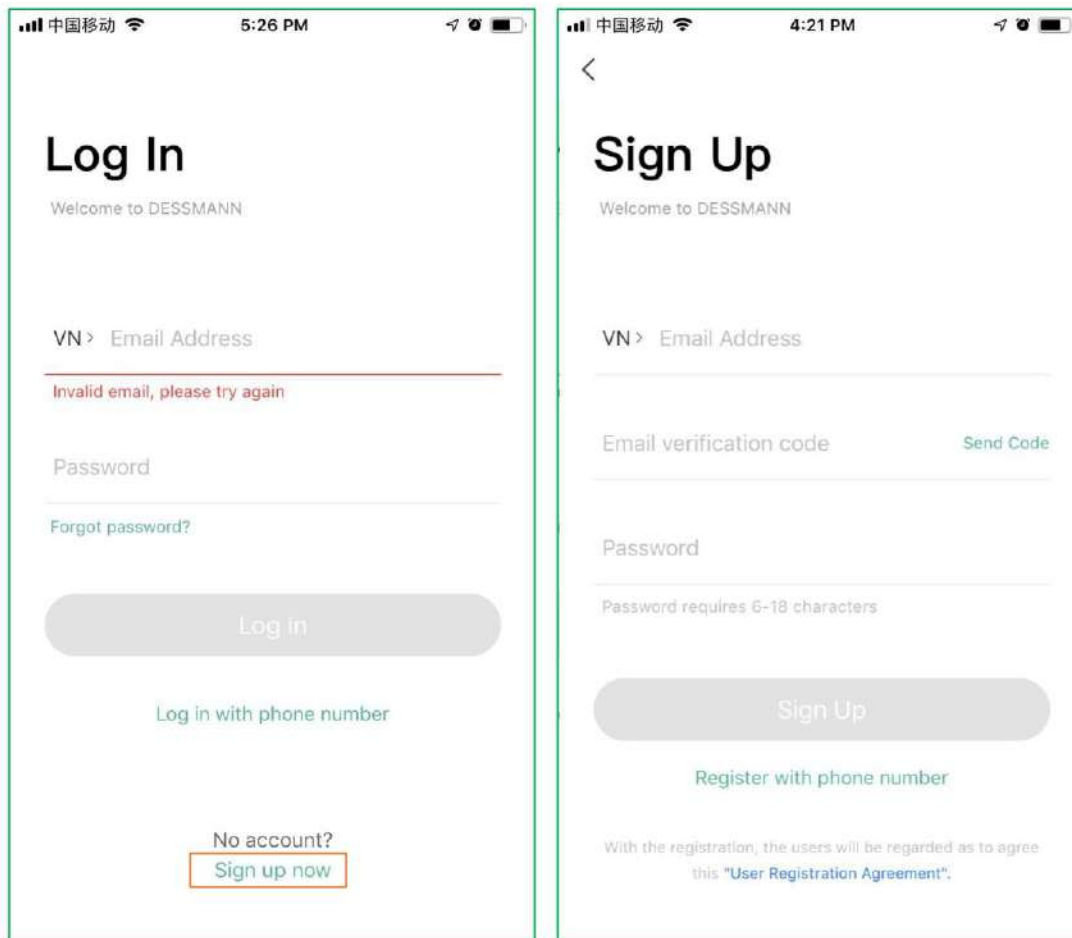 中国移动 5:26 PM
Log In
Welcome to DESSMANN
VN > Email Address
Invalid email, please try again
Password
Forgot password?
Log in
Log in with phone number
No account?
Sign up now
中国移动 4:21 PM
Sign Up
Welcome to DESSMANN
VN > Email Address
Email verification code Send Code
Password
Password requires 6-18 characters
Sign Up
Register with phone number
With the registration, the users will be regarded as to agree
this "User Registration Agreement".